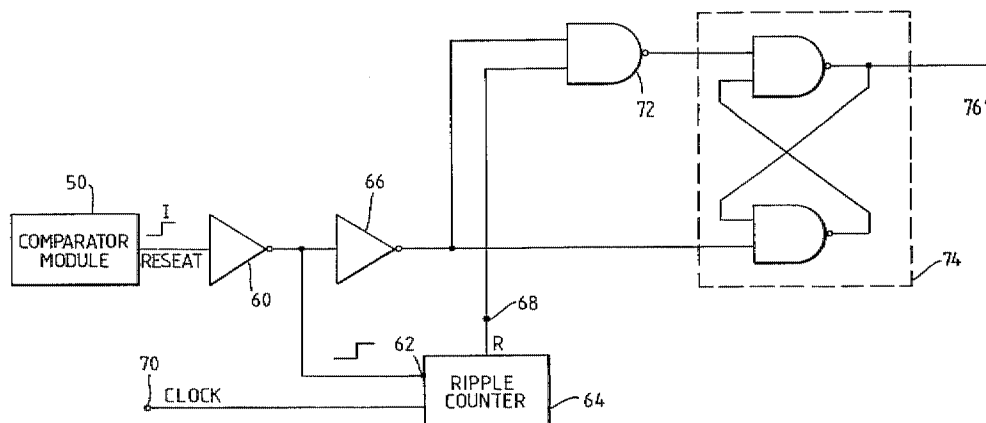 72
76'
50
I
66
COMPARATOR
MODULE
RESEAT
60
74
68
R
62
70
CLOCK
RIPPLE
COUNTER
64